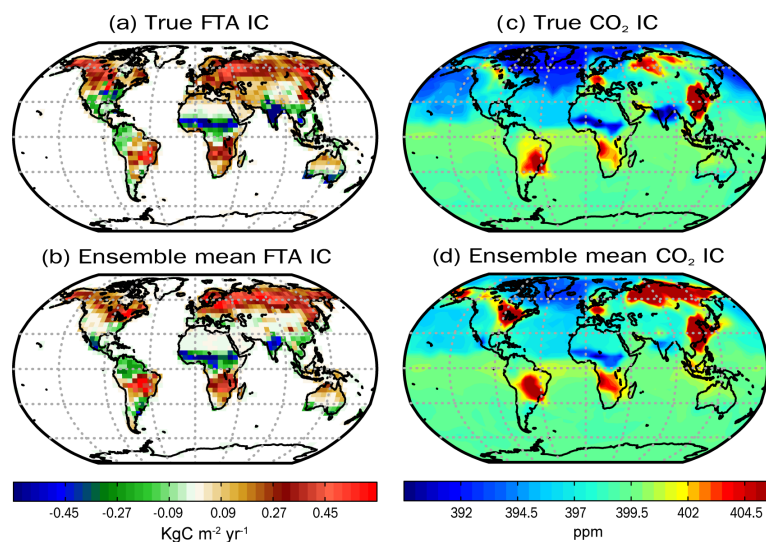 (a) True FTA IC
(c) True CO₂ IC
(b) Ensemble mean FTA IC
(d) Ensemble mean CO₂ IC
-0.45 -0.27 -0.09 0.09 0.27 0.45
KgC m⁻² yr⁻¹
392 394.5 397 399.5 402 404.5
ppm